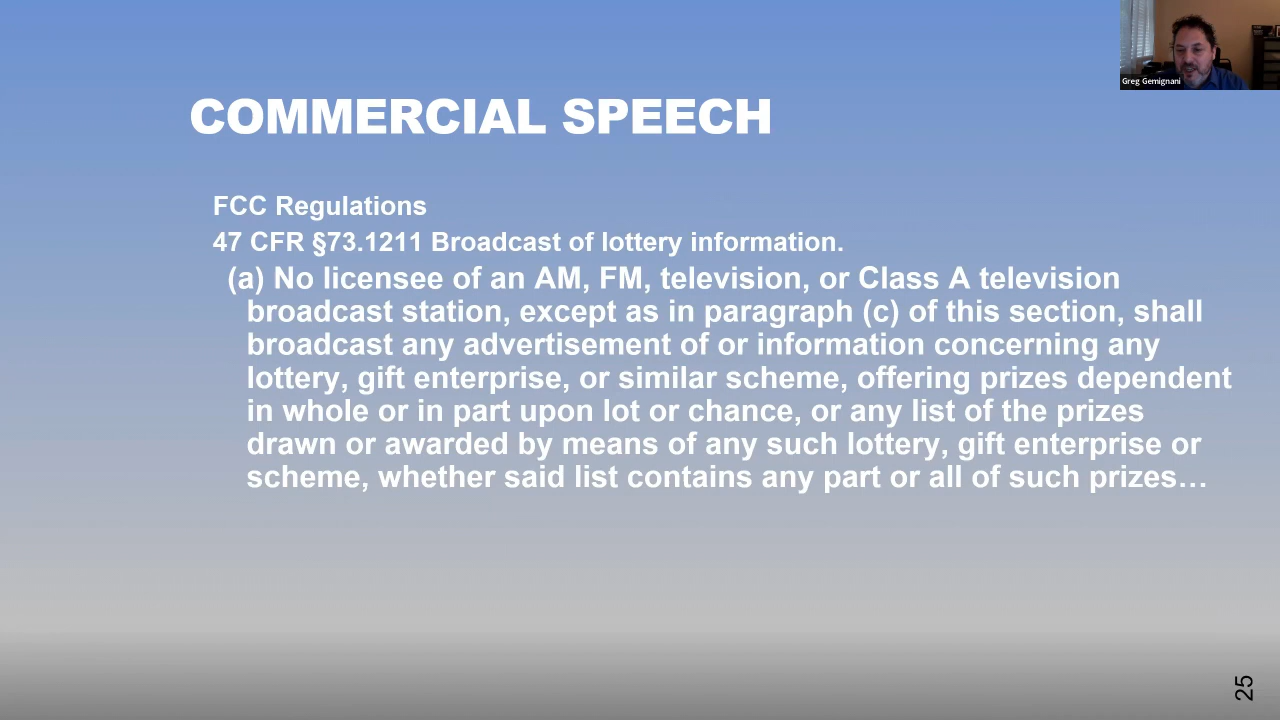 Greg Gemignani
COMMERCIAL SPEECH
FCC Regulations
47 CFR §73.1211 Broadcast of lottery information.
(a) No licensee of an AM, FM, television, or Class A television
broadcast station, except as in paragraph (c) of this section, shall
broadcast any advertisement of or information concerning any
lottery, gift enterprise, or similar scheme, offering prizes dependent
in whole or in part upon lot or chance, or any list of the prizes
drawn or awarded by means of any such lottery, gift enterprise or
scheme, whether said list contains any part or all of such prizes…
25